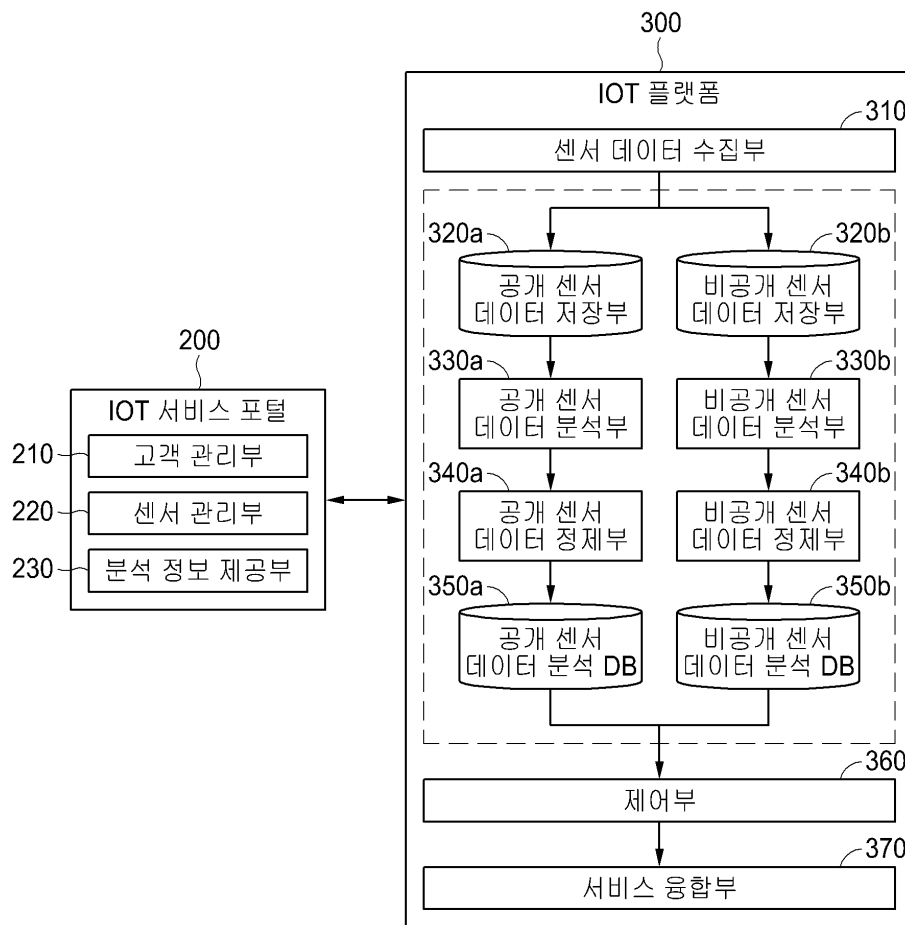 300
IOT 플랫폼
310
센서 데이터 수집부
320a
320b
공개 센서
데이터 저장부
비공개 센서
데이터 저장부
330a
330b
공개 센서
데이터 분석부
비공개 센서
데이터 분석부
340a
340b
공개 센서
데이터 정제부
비공개 센서
데이터 정제부
350a
350b
공개 센서
데이터 분석 DB
비공개 센서
데이터 분석 DB
360
제어부
370
서비스 융합부
200
IOT 서비스 포털
210
고객 관리부
220
센서 관리부
230
분석 정보 제공부